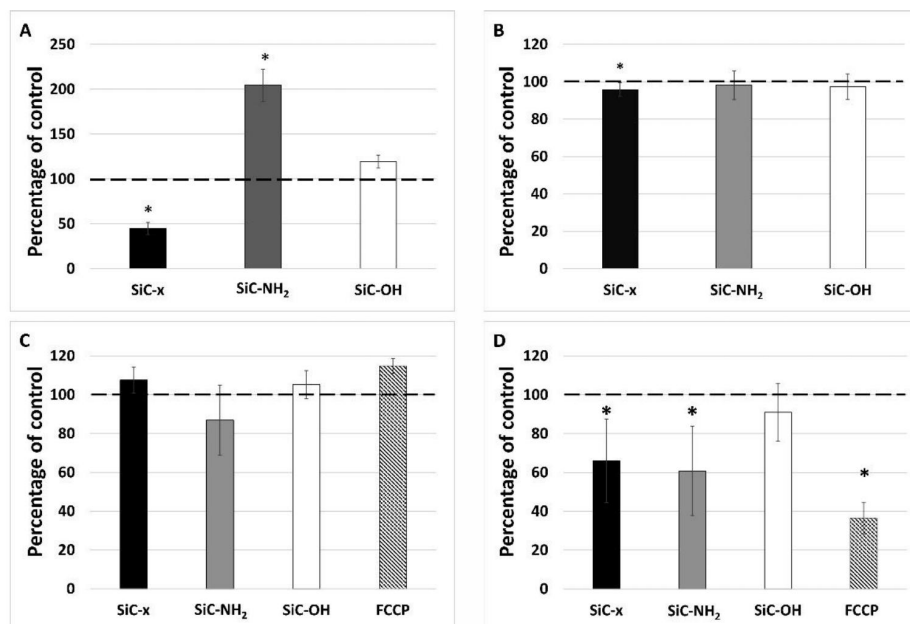 A
Percentage of control
250
200
150
100
50
0
*
*
SiC-x
SiC-NH₂
SiC-OH
B
Percentage of control
120
100
80
60
40
20
0
*
SiC-x
SiC-NH₂
SiC-OH
C
Percentage of control
120
100
80
60
40
20
0
SiC-x
SiC-NH₂
SiC-OH
FCCP
D
Percentage of control
120
100
80
60
40
20
0
*
*
*
SiC-x
SiC-NH₂
SiC-OH
FCCP